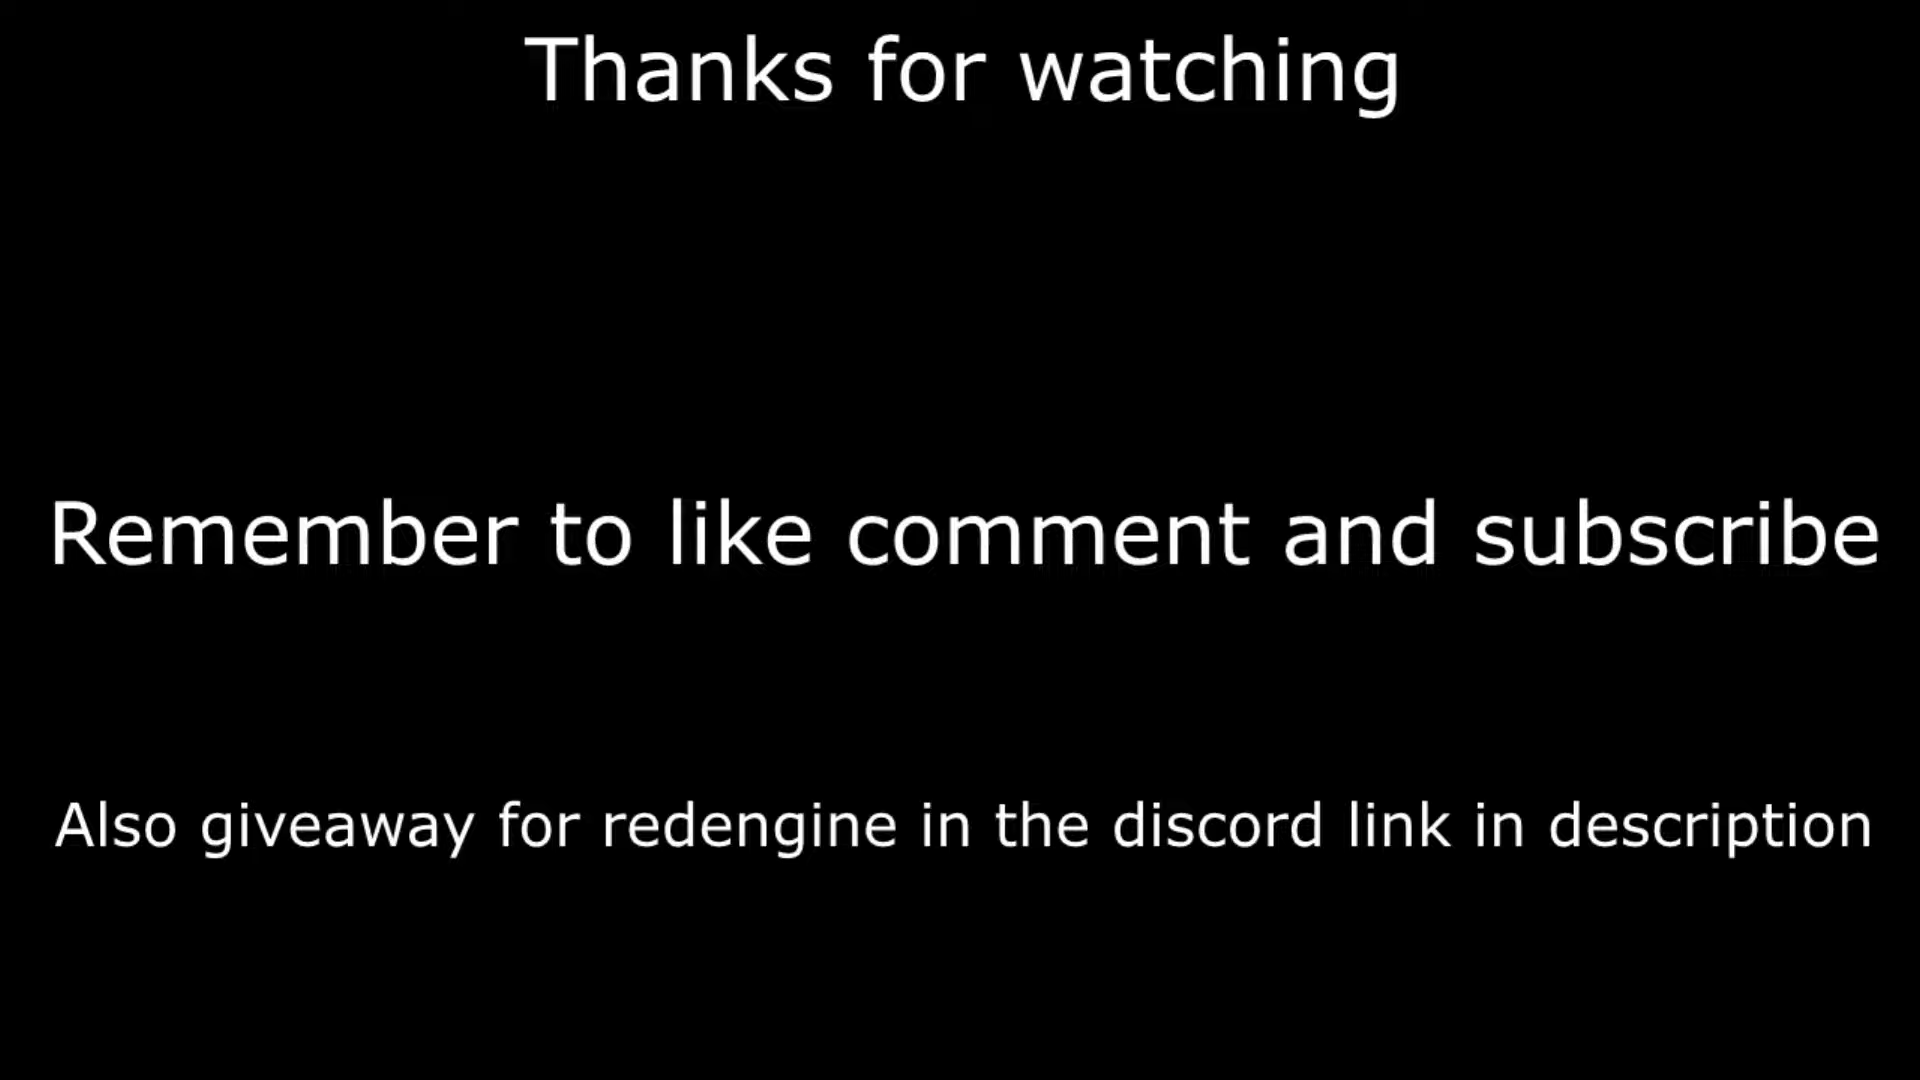 Thanks for watching
Remember to like comment and subscribe
Also giveaway for redengine in the discord link in description